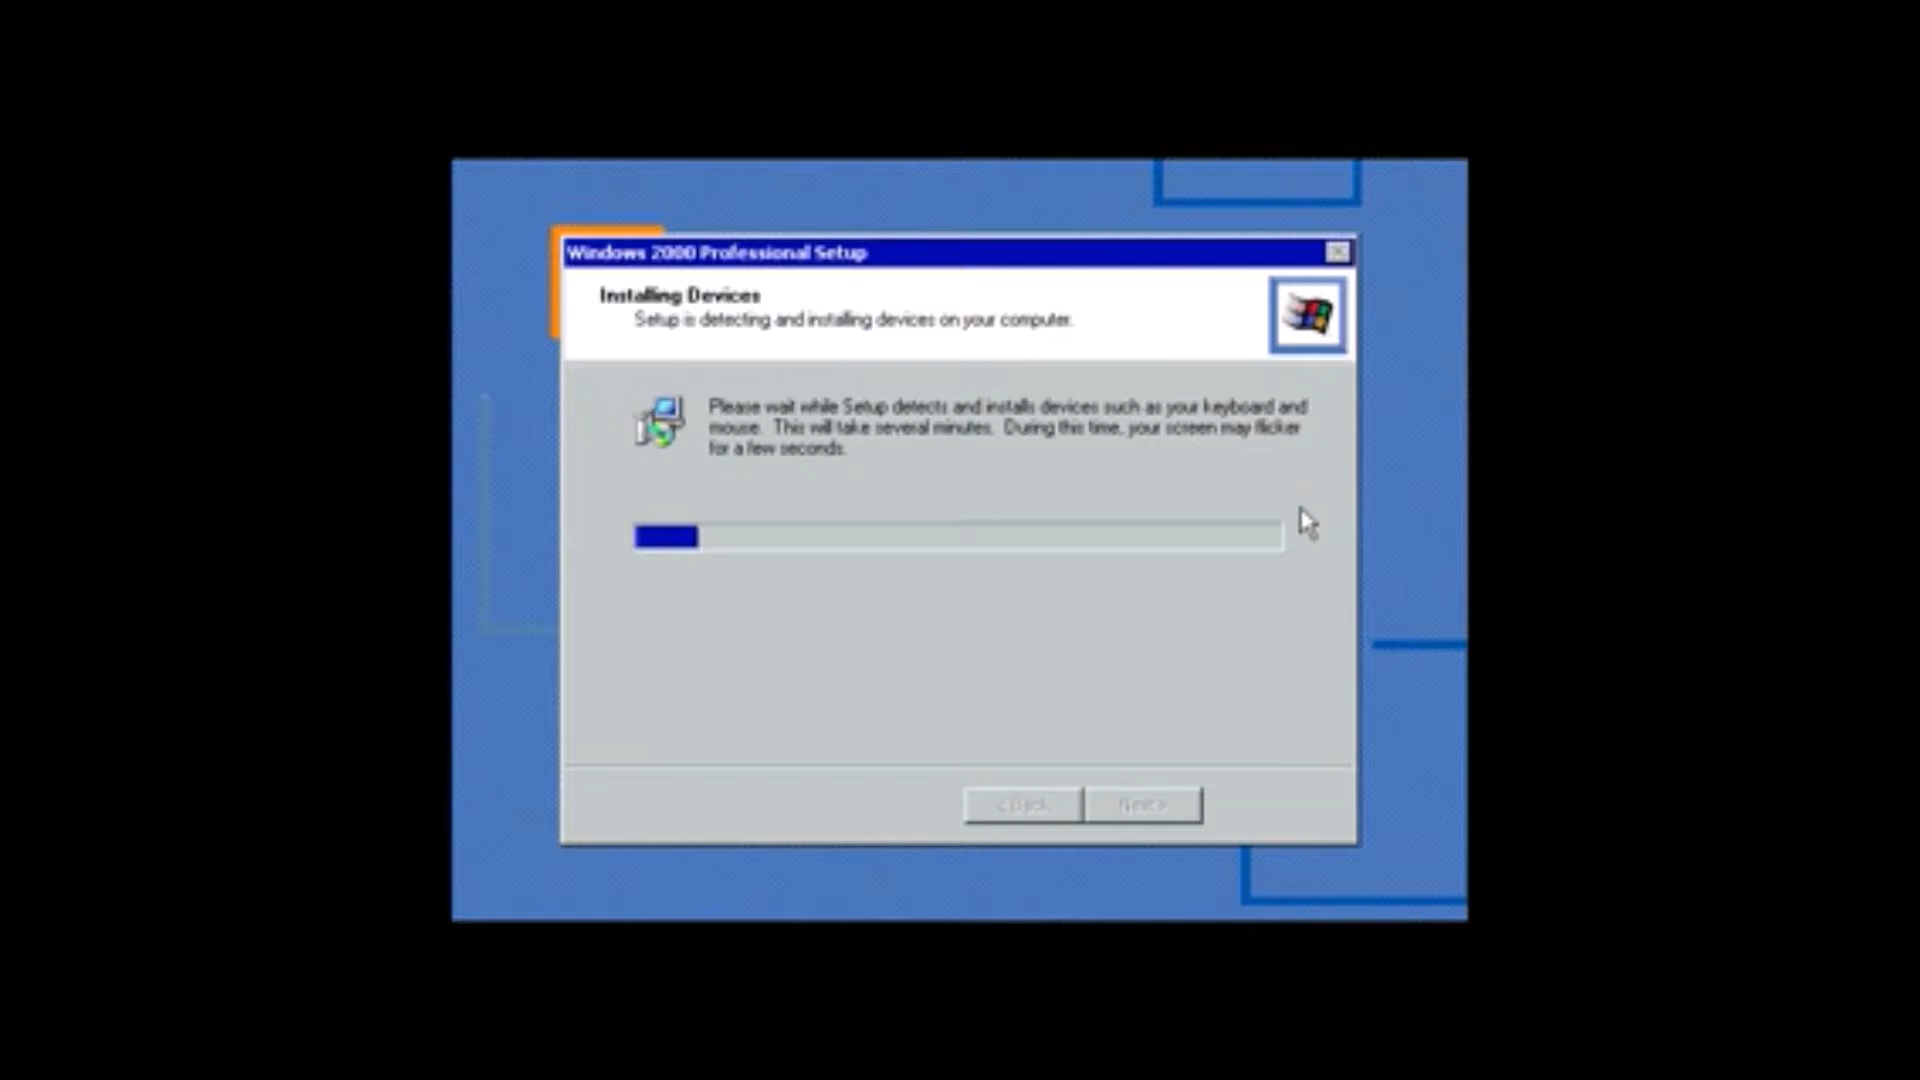 Windows 2000 Professional Setup
Installing Devices
Setup is detecting and installing devices on your computer.
Please wait while Setup detects and installs devices such as your keyboard and
mouse. This will take several minutes. During this time, your screen may flicker
for a few seconds.
< Back
Next >